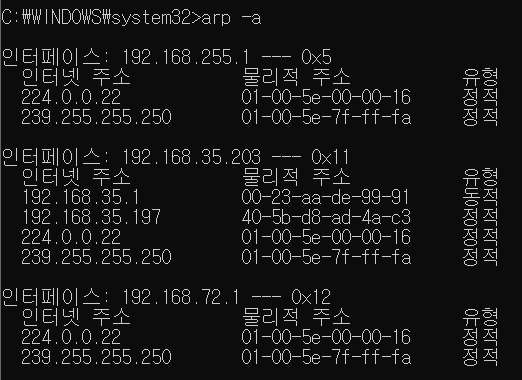 C:₩WINDOWS₩system32>arp -a
인터페이스: 192.168.255.1 --- 0x5
인터넷 주소 물리적 주소 유형
224.0.0.22 01-00-5e-00-00-16 정적
239.255.255.250 01-00-5e-7f-ff-fa 정적
인터페이스: 192.168.35.203 --- 0x11
인터넷 주소 물리적 주소 유형
192.168.35.1 00-23-aa-de-99-91 동적
192.168.35.197 40-5b-d8-ad-4a-c3 정적
224.0.0.22 01-00-5e-00-00-16 정적
239.255.255.250 01-00-5e-7f-ff-fa 정적
인터페이스: 192.168.72.1 --- 0x12
인터넷 주소 물리적 주소 유형
224.0.0.22 01-00-5e-00-00-16 정적
239.255.255.250 01-00-5e-7f-ff-fa 정적